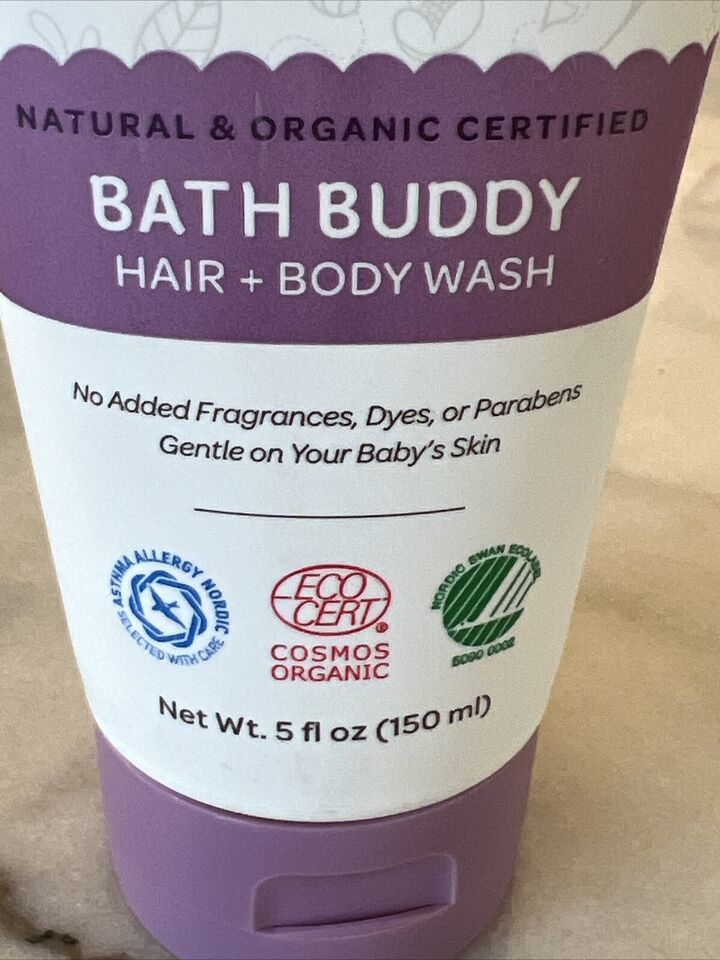 NATURAL & ORGANIC CERTIFIED
BATH BUDDY
HAIR + BODY WASH
No Added Fragrances, Dyes, or Parabens
Gentle on Your Baby's Skin
ASTHMA ALLERGY NORDIC
SELECTED WITH CARE
ECO
CERT®
COSMOS
ORGANIC
NORDIC SWAN ECOLABEL
5090 0002
Net Wt. 5 fl oz (150 ml)